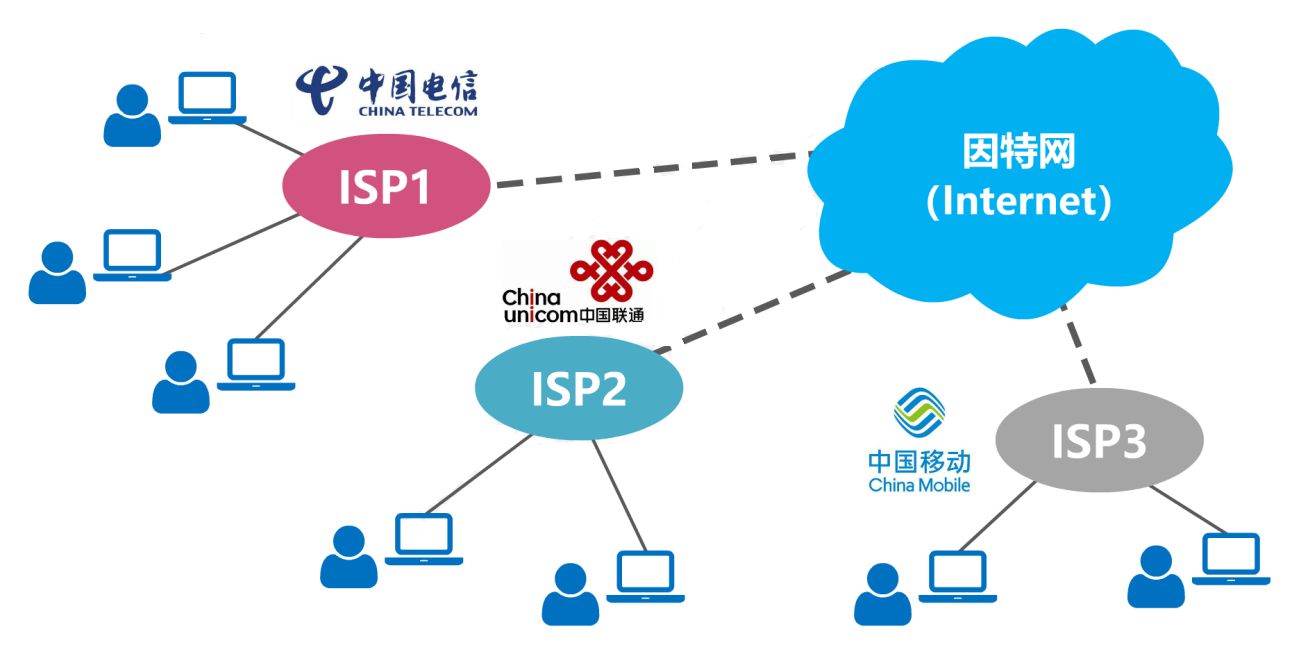 中国电信
CHINA TELECOM
ISP1
因特网
(Internet)
China
unicom中国联通
ISP2
中国移动
China Mobile
ISP3